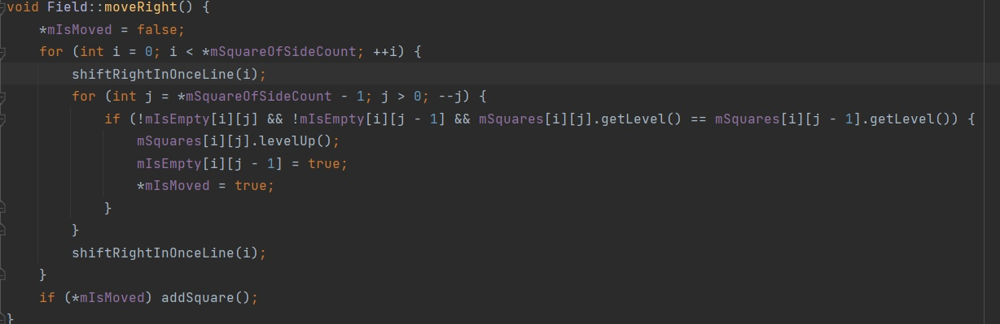 void Field::moveRight() {
    *mIsMoved = false;
    for (int i = 0; i < *mSquareOfSideCount; ++i) {
        shiftRightInOnceLine(i);
        for (int j = *mSquareOfSideCount - 1; j > 0; --j) {
            if (!mIsEmpty[i][j] && !mIsEmpty[i][j - 1] && mSquares[i][j].getLevel() == mSquares[i][j - 1].getLevel()) {
                mSquares[i][j].levelUp();
                mIsEmpty[i][j - 1] = true;
                *mIsMoved = true;
            }
        }
        shiftRightInOnceLine(i);
    }
    if (*mIsMoved) addSquare();
}